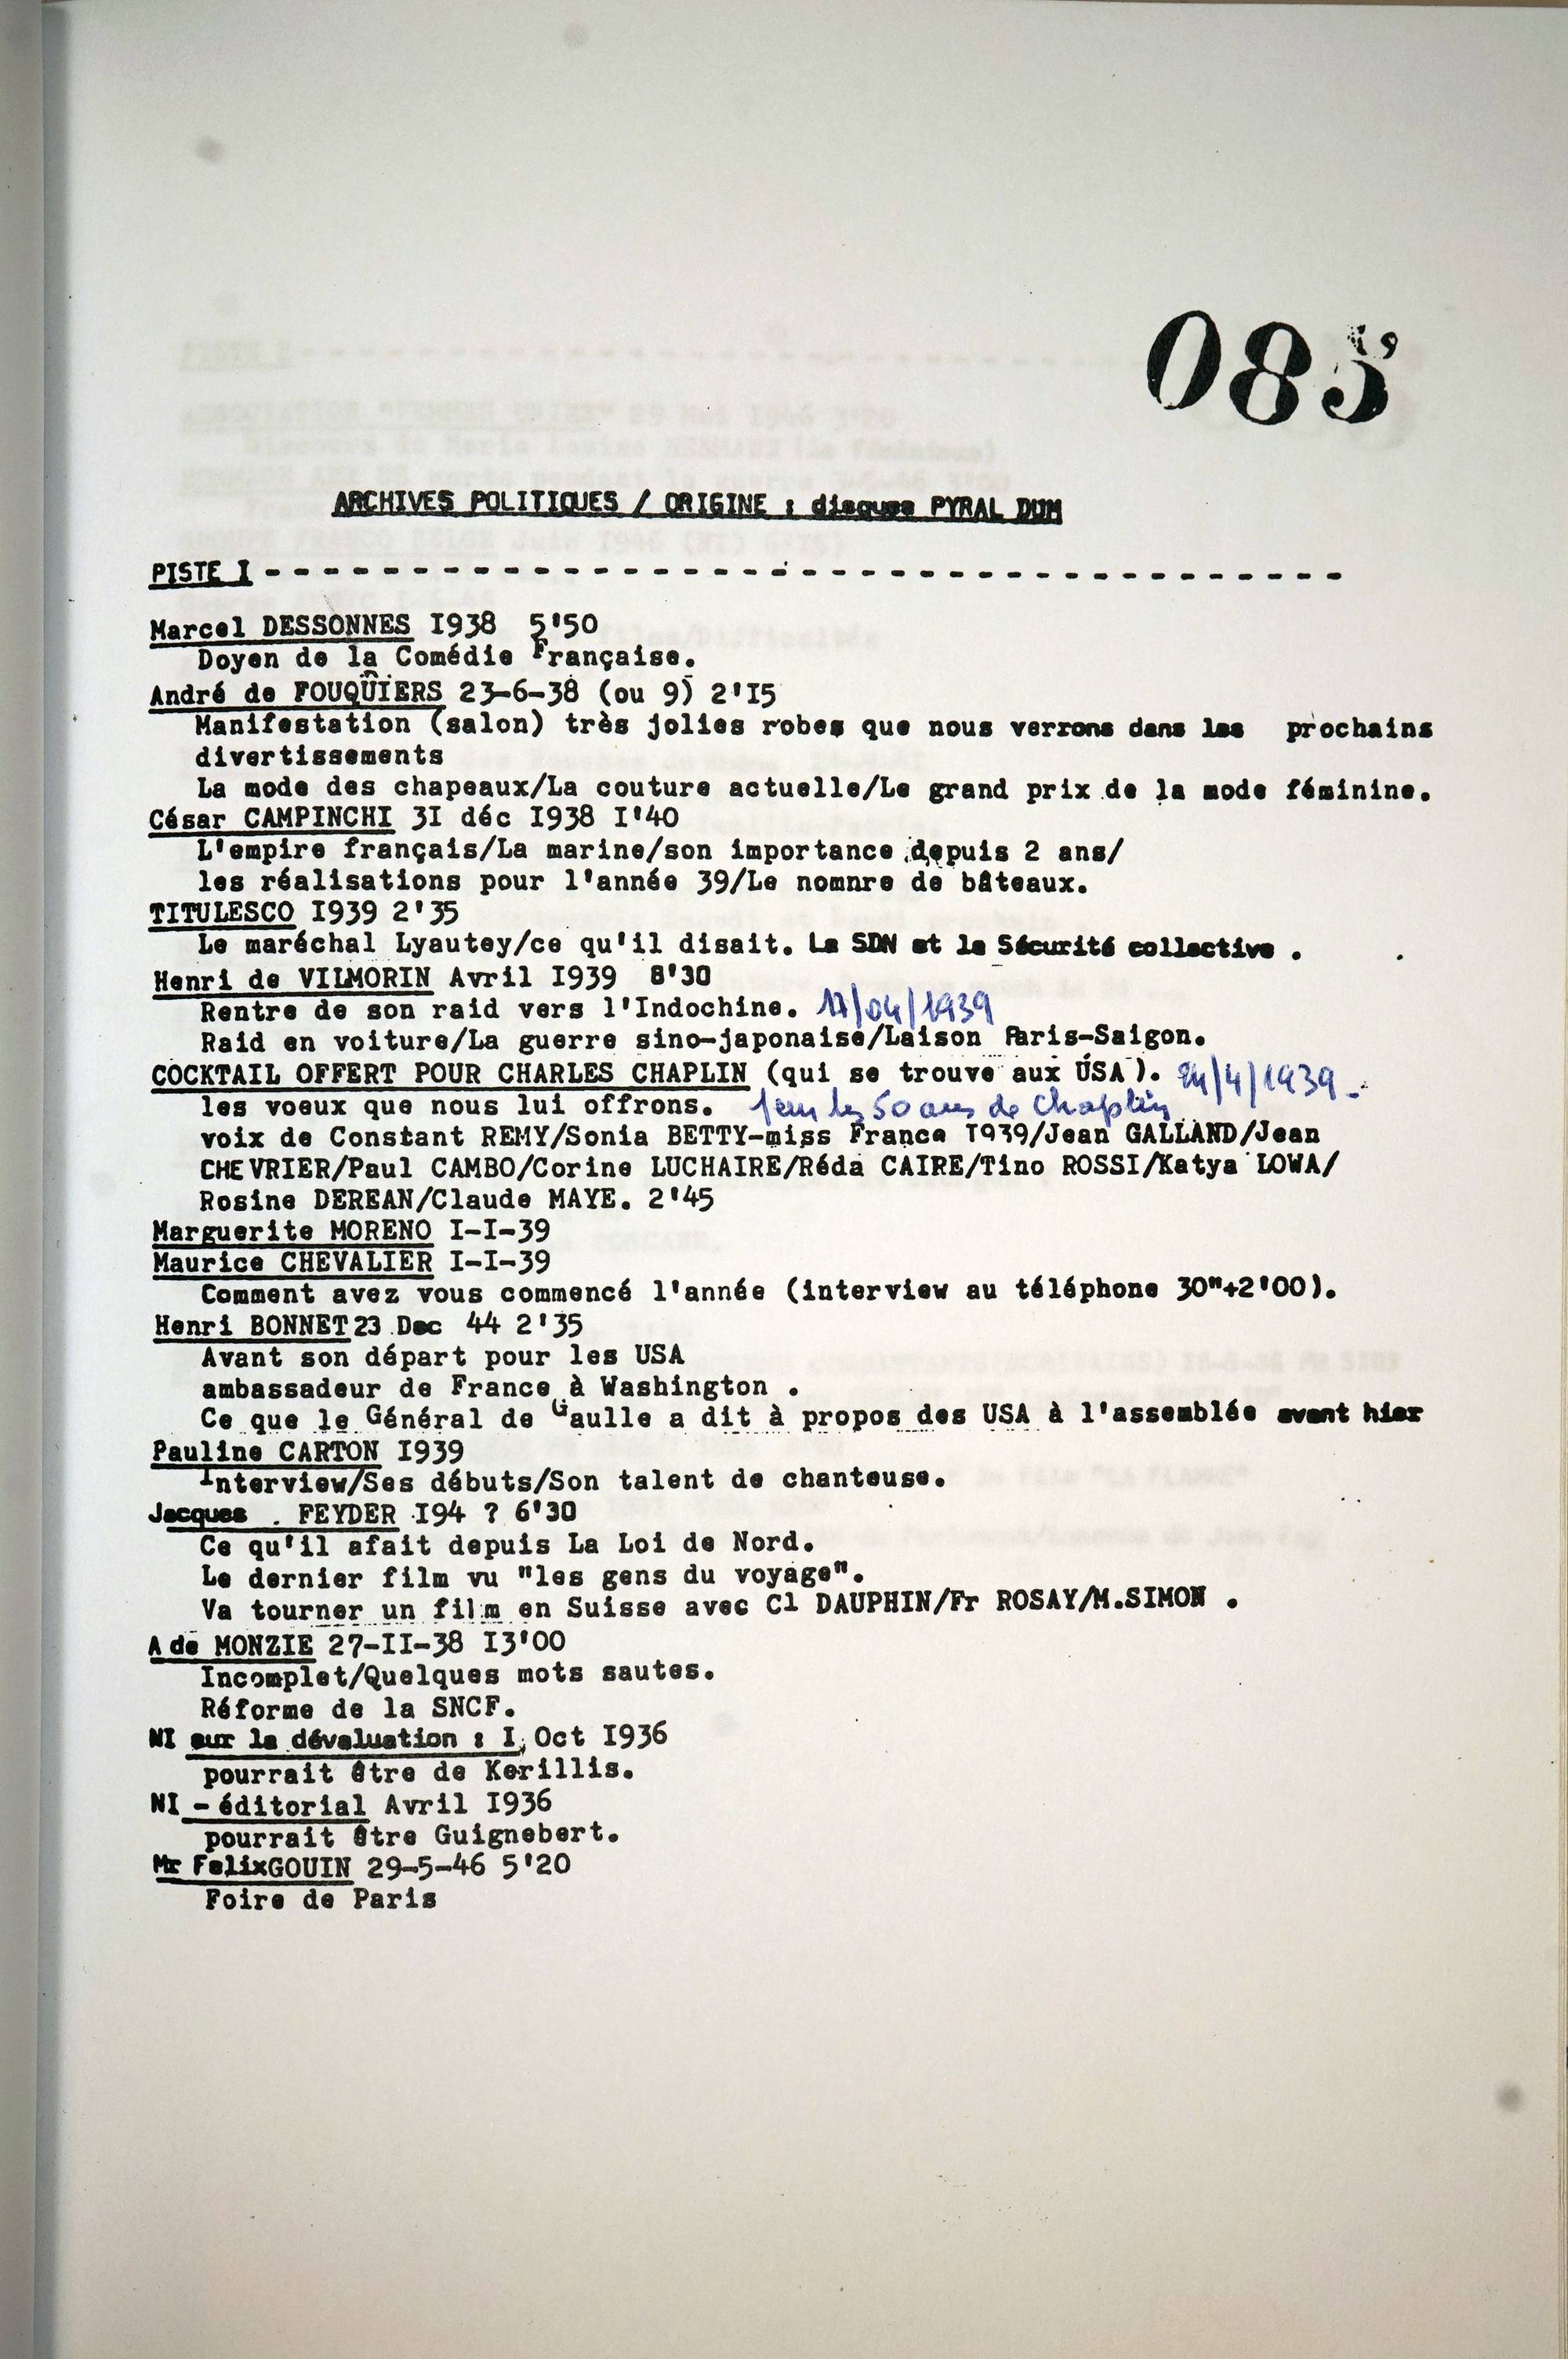 085
ARCHIVES POLITIQUES / ORIGINE : disques PYRAL DUM
PISTE I - - - - - - - - - - - - - - - - - - - - - - - - - - - - - - - - - - - -
Marcel DESSONNES I938 5'50
Doyen de la Comédie Française.
André de FOUQÛIERS 23-6-38 (ou 9) 2'I5
Manifestation (salon) très jolies robes que nous verrons dans les prochains
divertissements
La mode des chapeaux/La couture actuelle/Le grand prix de la mode féminine.
César CAMPINCHI 3I déc I938 I'40
L'empire français/La marine/son importance depuis 2 ans/
les réalisations pour l'année 39/Le nomnre de bâteaux.
TITULESCO I939 2'35
Le maréchal Lyautey/ce qu'il disait. La SDN et la Sécurité collective .
Henri de VILMORIN Avril I939 8'30
Rentre de son raid vers l'Indochine. 17/04/1939
Raid en voiture/La guerre sino-japonaise/Laison Paris-Saigon.
COCKTAIL OFFERT POUR CHARLES CHAPLIN (qui se trouve aux USA). 24/4/1939 -
les voeux que nous lui offrons. les 50 ans de Chaplin
voix de Constant REMY/Sonia BETTY-miss France I939/Jean GALLAND/Jean
CHEVRIER/Paul CAMBO/Corine LUCHAIRE/Réda CAIRE/Tino ROSSI/Katya LOWA/
Rosine DEREAN/Claude MAYE. 2'45
Marguerite MORENO I-I-39
Maurice CHEVALIER I-I-39
Comment avez vous commencé l'année (interview au téléphone 30"+2'00).
Henri BONNET 23 Dec 44 2'35
Avant son départ pour les USA
ambassadeur de France à Washington .
Ce que le Général de Gaulle a dit à propos des USA à l'assemblée avant hier
Pauline CARTON I939
Interview/Ses débuts/Son talent de chanteuse.
Jacques . FEYDER I94 ? 6'30
Ce qu'il afait depuis La Loi de Nord.
Le dernier film vu "les gens du voyage".
Va tourner un film en Suisse avec Cl DAUPHIN/Fr ROSAY/M.SIMON .
A de MONZIE 27-II-38 I3'00
Incomplet/Quelques mots sautes.
Réforme de la SNCF.
NI sur la dévaluation : I, Oct I936
pourrait être de Kerillis.
NI - éditorial Avril I936
pourrait être Guignebert.
Mr FelixGOUIN 29-5-46 5'20
Foire de Paris